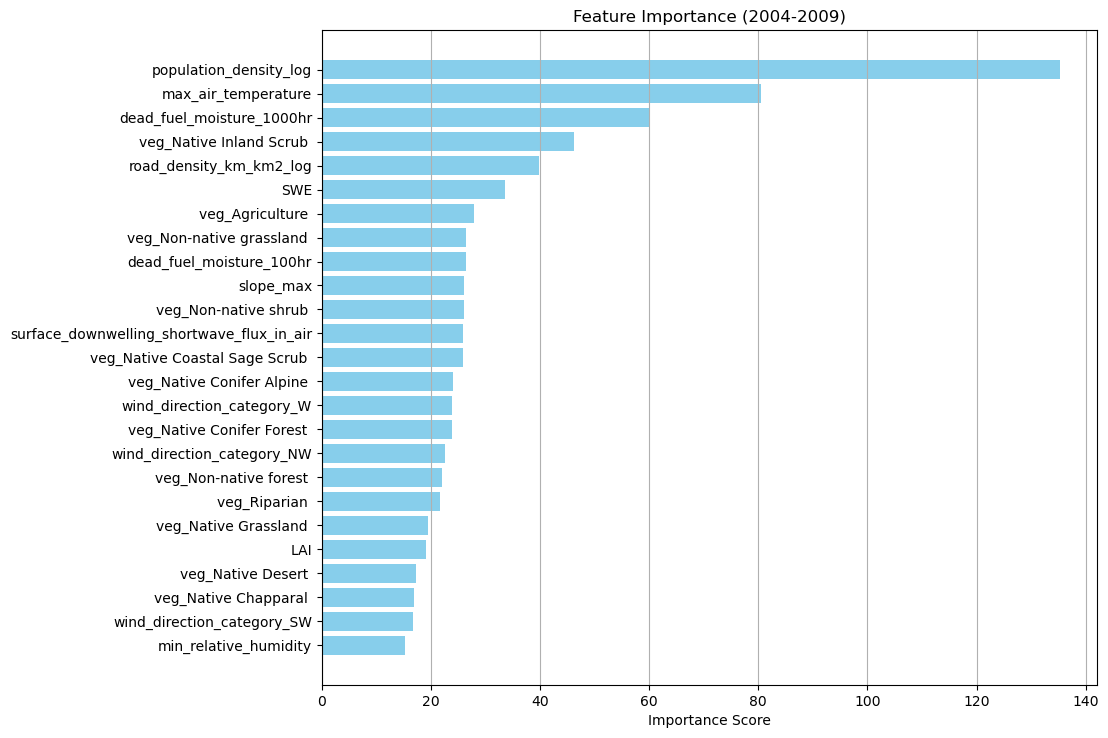 Feature Importance (2004-2009)
population_density_log
max_air_temperature
dead_fuel_moisture_1000hr
veg_Native Inland Scrub
road_density_km_km2_log
SWE
veg_Agriculture
veg_Non-native grassland
dead_fuel_moisture_100hr
slope_max
veg_Non-native shrub
surface_downwelling_shortwave_flux_in_air
veg_Native Coastal Sage Scrub
veg_Native Conifer Alpine
wind_direction_category_W
veg_Native Conifer Forest
wind_direction_category_NW
veg_Non-native forest
veg_Riparian
veg_Native Grassland
LAI
veg_Native Desert
veg_Native Chapparal
wind_direction_category_SW
min_relative_humidity
0 20 40 60 80 100 120 140
Importance Score